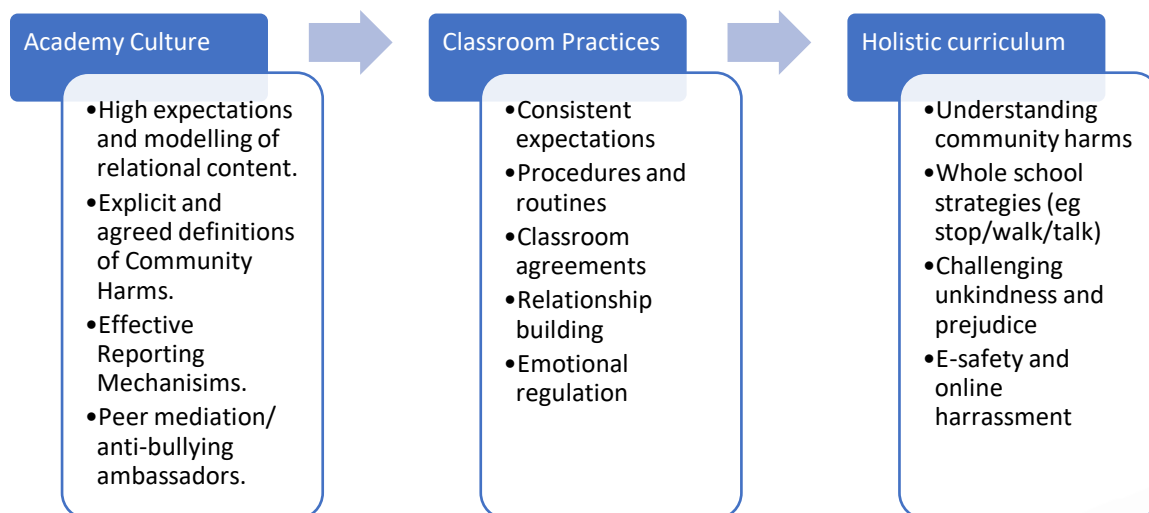 Academy Culture
•High expectations
and modelling of
relational content.
•Explicit and
agreed definitions
of Community
Harms.
•Effective
Reporting
Mechanisims.
•Peer mediation/
anti-bullying
ambassadors.
Classroom Practices
•Consistent
expectations
•Procedures and
routines
•Classroom
agreements
•Relationship
building
•Emotional
regulation
Holistic curriculum
•Understanding
community harms
•Whole school
strategies (eg
stop/walk/talk)
•Challenging
unkindness and
prejudice
•E-safety and
online
harrassment